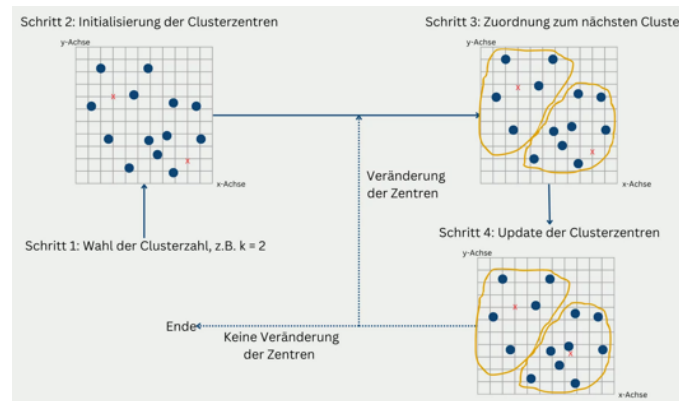 Schritt 2: Initialisierung der Clusterzentren
y-Achse
x-Achse
Schritt 1: Wahl der Clusterzahl, z.B. k = 2
Schritt 3: Zuordnung zum nächsten Cluster
y-Achse
x-Achse
Veränderung
der Zentren
Schritt 4: Update der Clusterzentren
y-Achse
x-Achse
Ende
Keine Veränderung
der Zentren